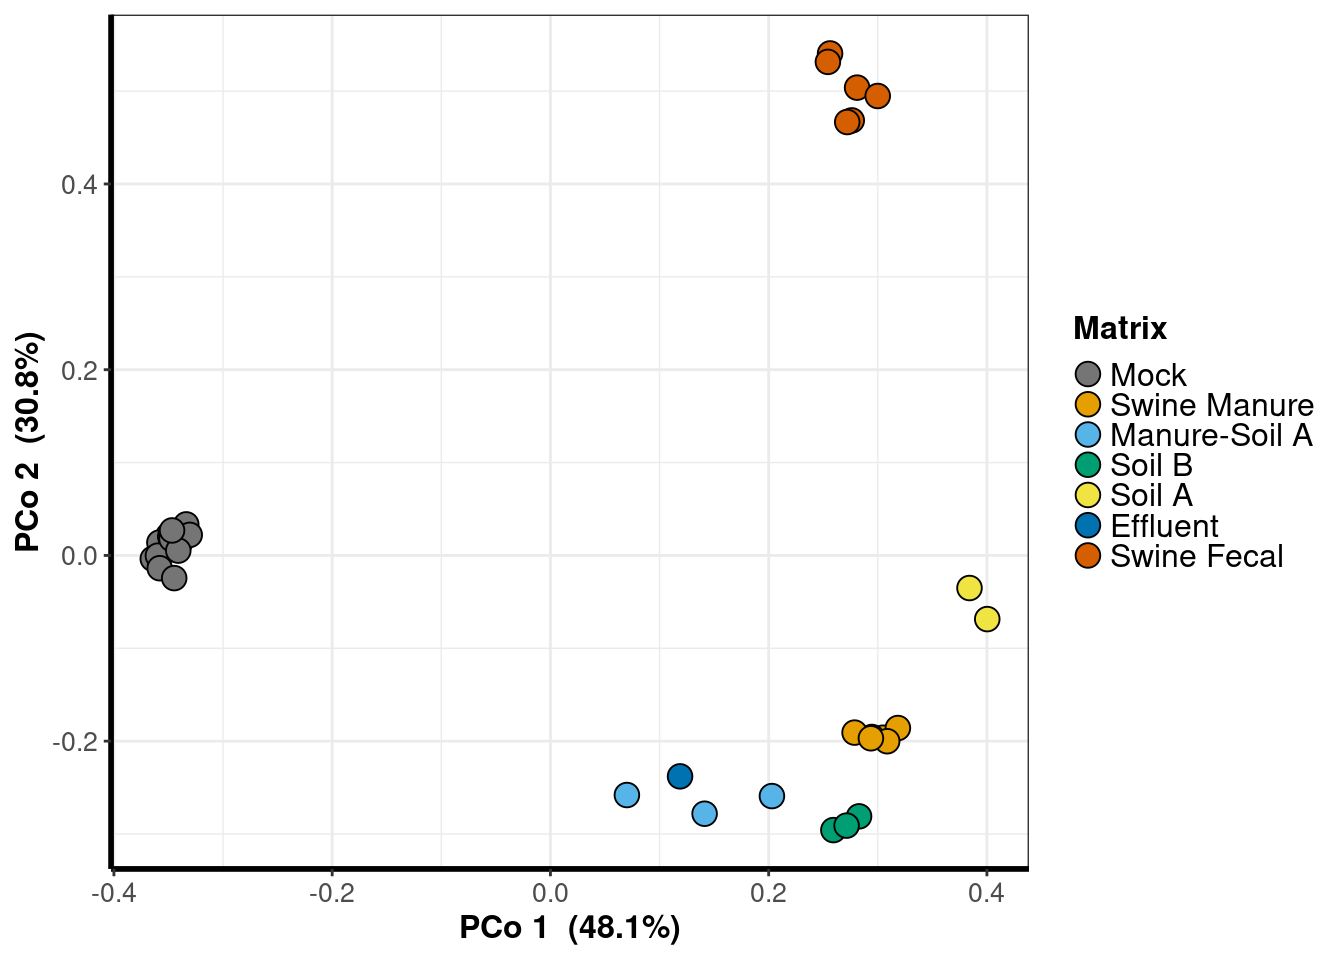 0.4
0.2
0.0
-0.2
PCo 2 (30.8%)
-0.4
-0.2
0.0
0.2
0.4
PCo 1 (48.1%)
Matrix
Mock
Swine Manure
Manure-Soil A
Soil B
Soil A
Effluent
Swine Fecal